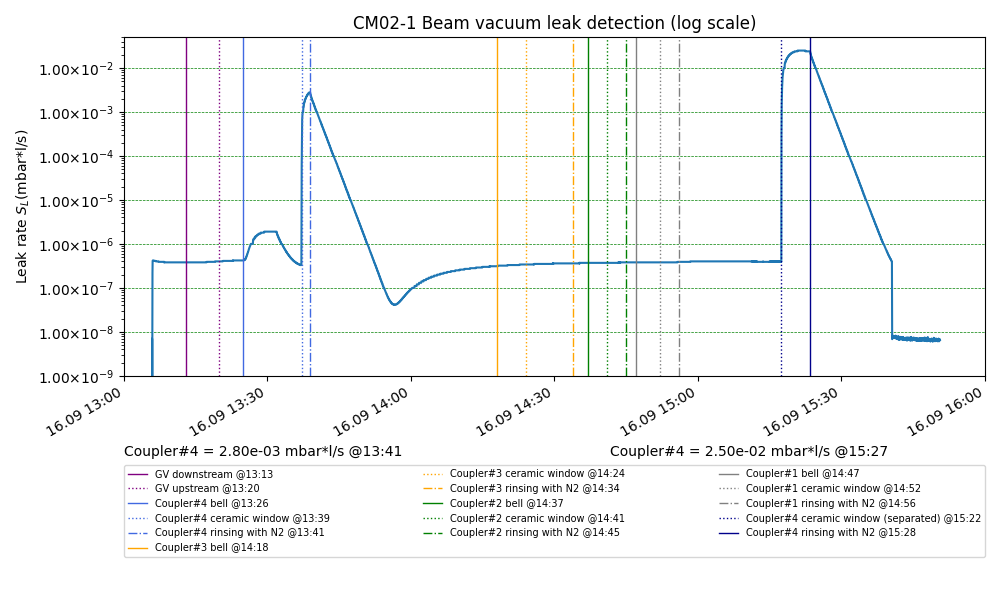 CM02-1 Beam vacuum leak detection (log scale)
Leak rate S_L(mbar*l/s)
1.00×10⁻²
1.00×10⁻³
1.00×10⁻⁴
1.00×10⁻⁵
1.00×10⁻⁶
1.00×10⁻⁷
1.00×10⁻⁸
1.00×10⁻⁹
16.09 13:00
16.09 13:30
16.09 14:00
16.09 14:30
16.09 15:00
16.09 15:30
16.09 16:00
Coupler#4 = 2.80e-03 mbar*l/s @13:41
Coupler#4 = 2.50e-02 mbar*l/s @15:27
GV downstream @13:13
GV upstream @13:20
Coupler#4 bell @13:26
Coupler#4 ceramic window @13:39
Coupler#4 rinsing with N2 @13:41
Coupler#3 bell @14:18
Coupler#3 ceramic window @14:24
Coupler#3 rinsing with N2 @14:34
Coupler#2 bell @14:37
Coupler#2 ceramic window @14:41
Coupler#2 rinsing with N2 @14:45
Coupler#1 bell @14:47
Coupler#1 ceramic window @14:52
Coupler#1 rinsing with N2 @14:56
Coupler#4 ceramic window (separated) @15:22
Coupler#4 rinsing with N2 @15:28